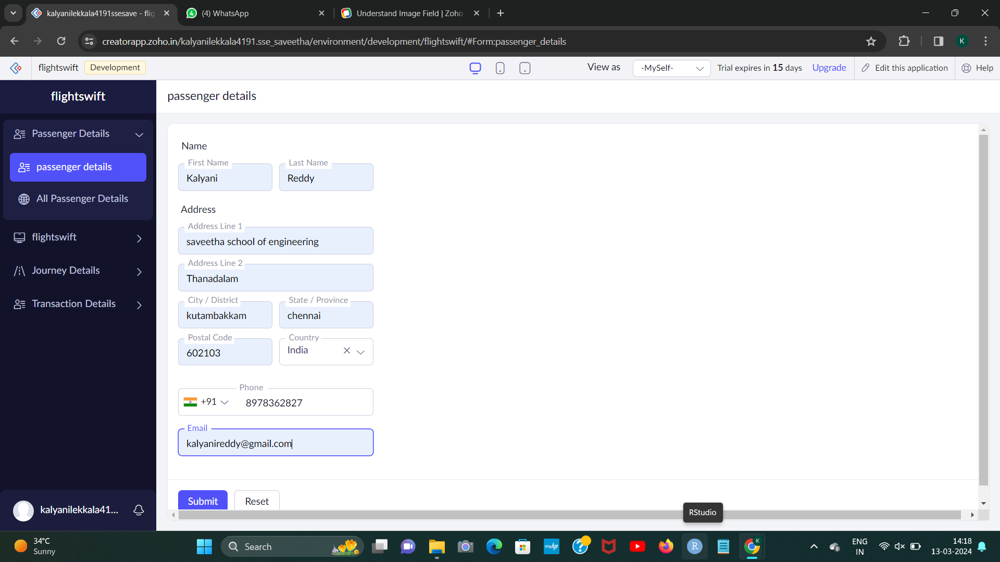 kalyanilekkala4191ssesave - flig
(4) WhatsApp
Understand Image Field | Zoho
creatorapp.zoho.in/kalyanilekkala4191.sse_saveetha/environment/development/flightswift/#Form:passenger_details
K
flightswift
Development
View as
-MySelf-
Trial expires in 15 days
Upgrade
Edit this application
Help
flightswift
passenger details
Passenger Details
passenger details
All Passenger Details
flightswift
Journey Details
Transaction Details
kalyanilekkala41...
Name
First Name
Kalyani
Last Name
Reddy
Address
Address Line 1
saveetha school of engineering
Address Line 2
Thanadalam
City / District
kutambakkam
State / Province
chennai
Postal Code
602103
Country
India
Phone
+91
8978362827
Email
kalyanireddy@gmail.com
Submit
Reset
RStudio
34°C
Sunny
Search
myhp
R
K
ENG
IN
14:18
13-03-2024